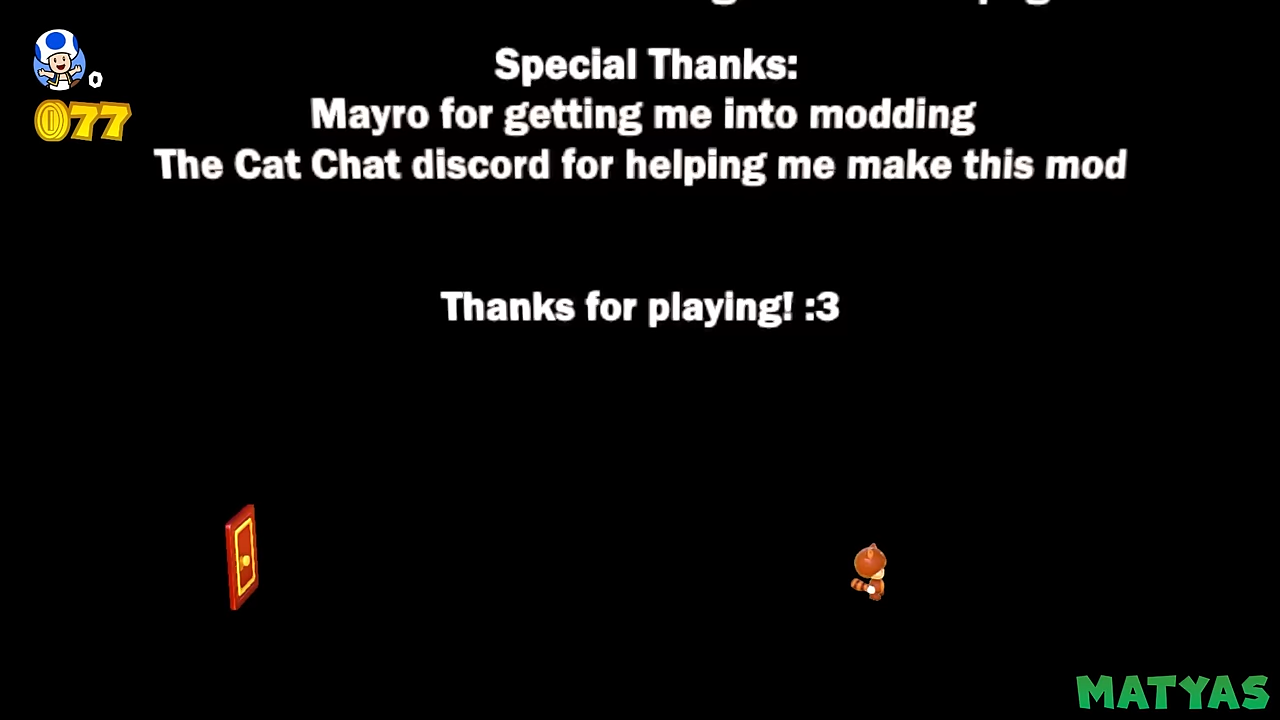 Special Thanks:
0
077
Mayro for getting me into modding
The Cat Chat discord for helping me make this mod
Thanks for playing! :3
MATYAS